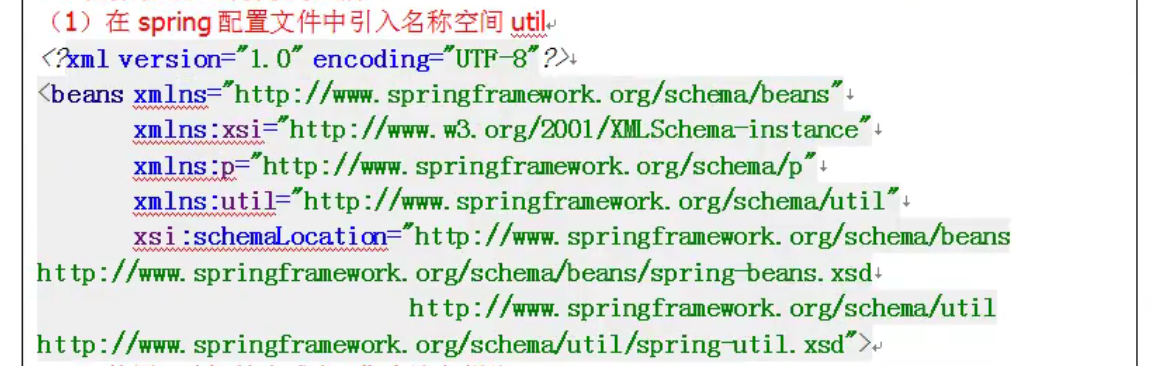 （1）在 spring 配置文件中引入名称空间 util
<?xml version="1.0" encoding="UTF-8"?>
<beans xmlns="http://www.springframework.org/schema/beans"
xmlns:xsi="http://www.w3.org/2001/XMLSchema-instance"
xmlns:p="http://www.springframework.org/schema/p"
xmlns:util="http://www.springframework.org/schema/util"
xsi:schemaLocation="http://www.springframework.org/schema/beans
http://www.springframework.org/schema/beans/spring-beans.xsd
http://www.springframework.org/schema/util
http://www.springframework.org/schema/util/spring-util.xsd">